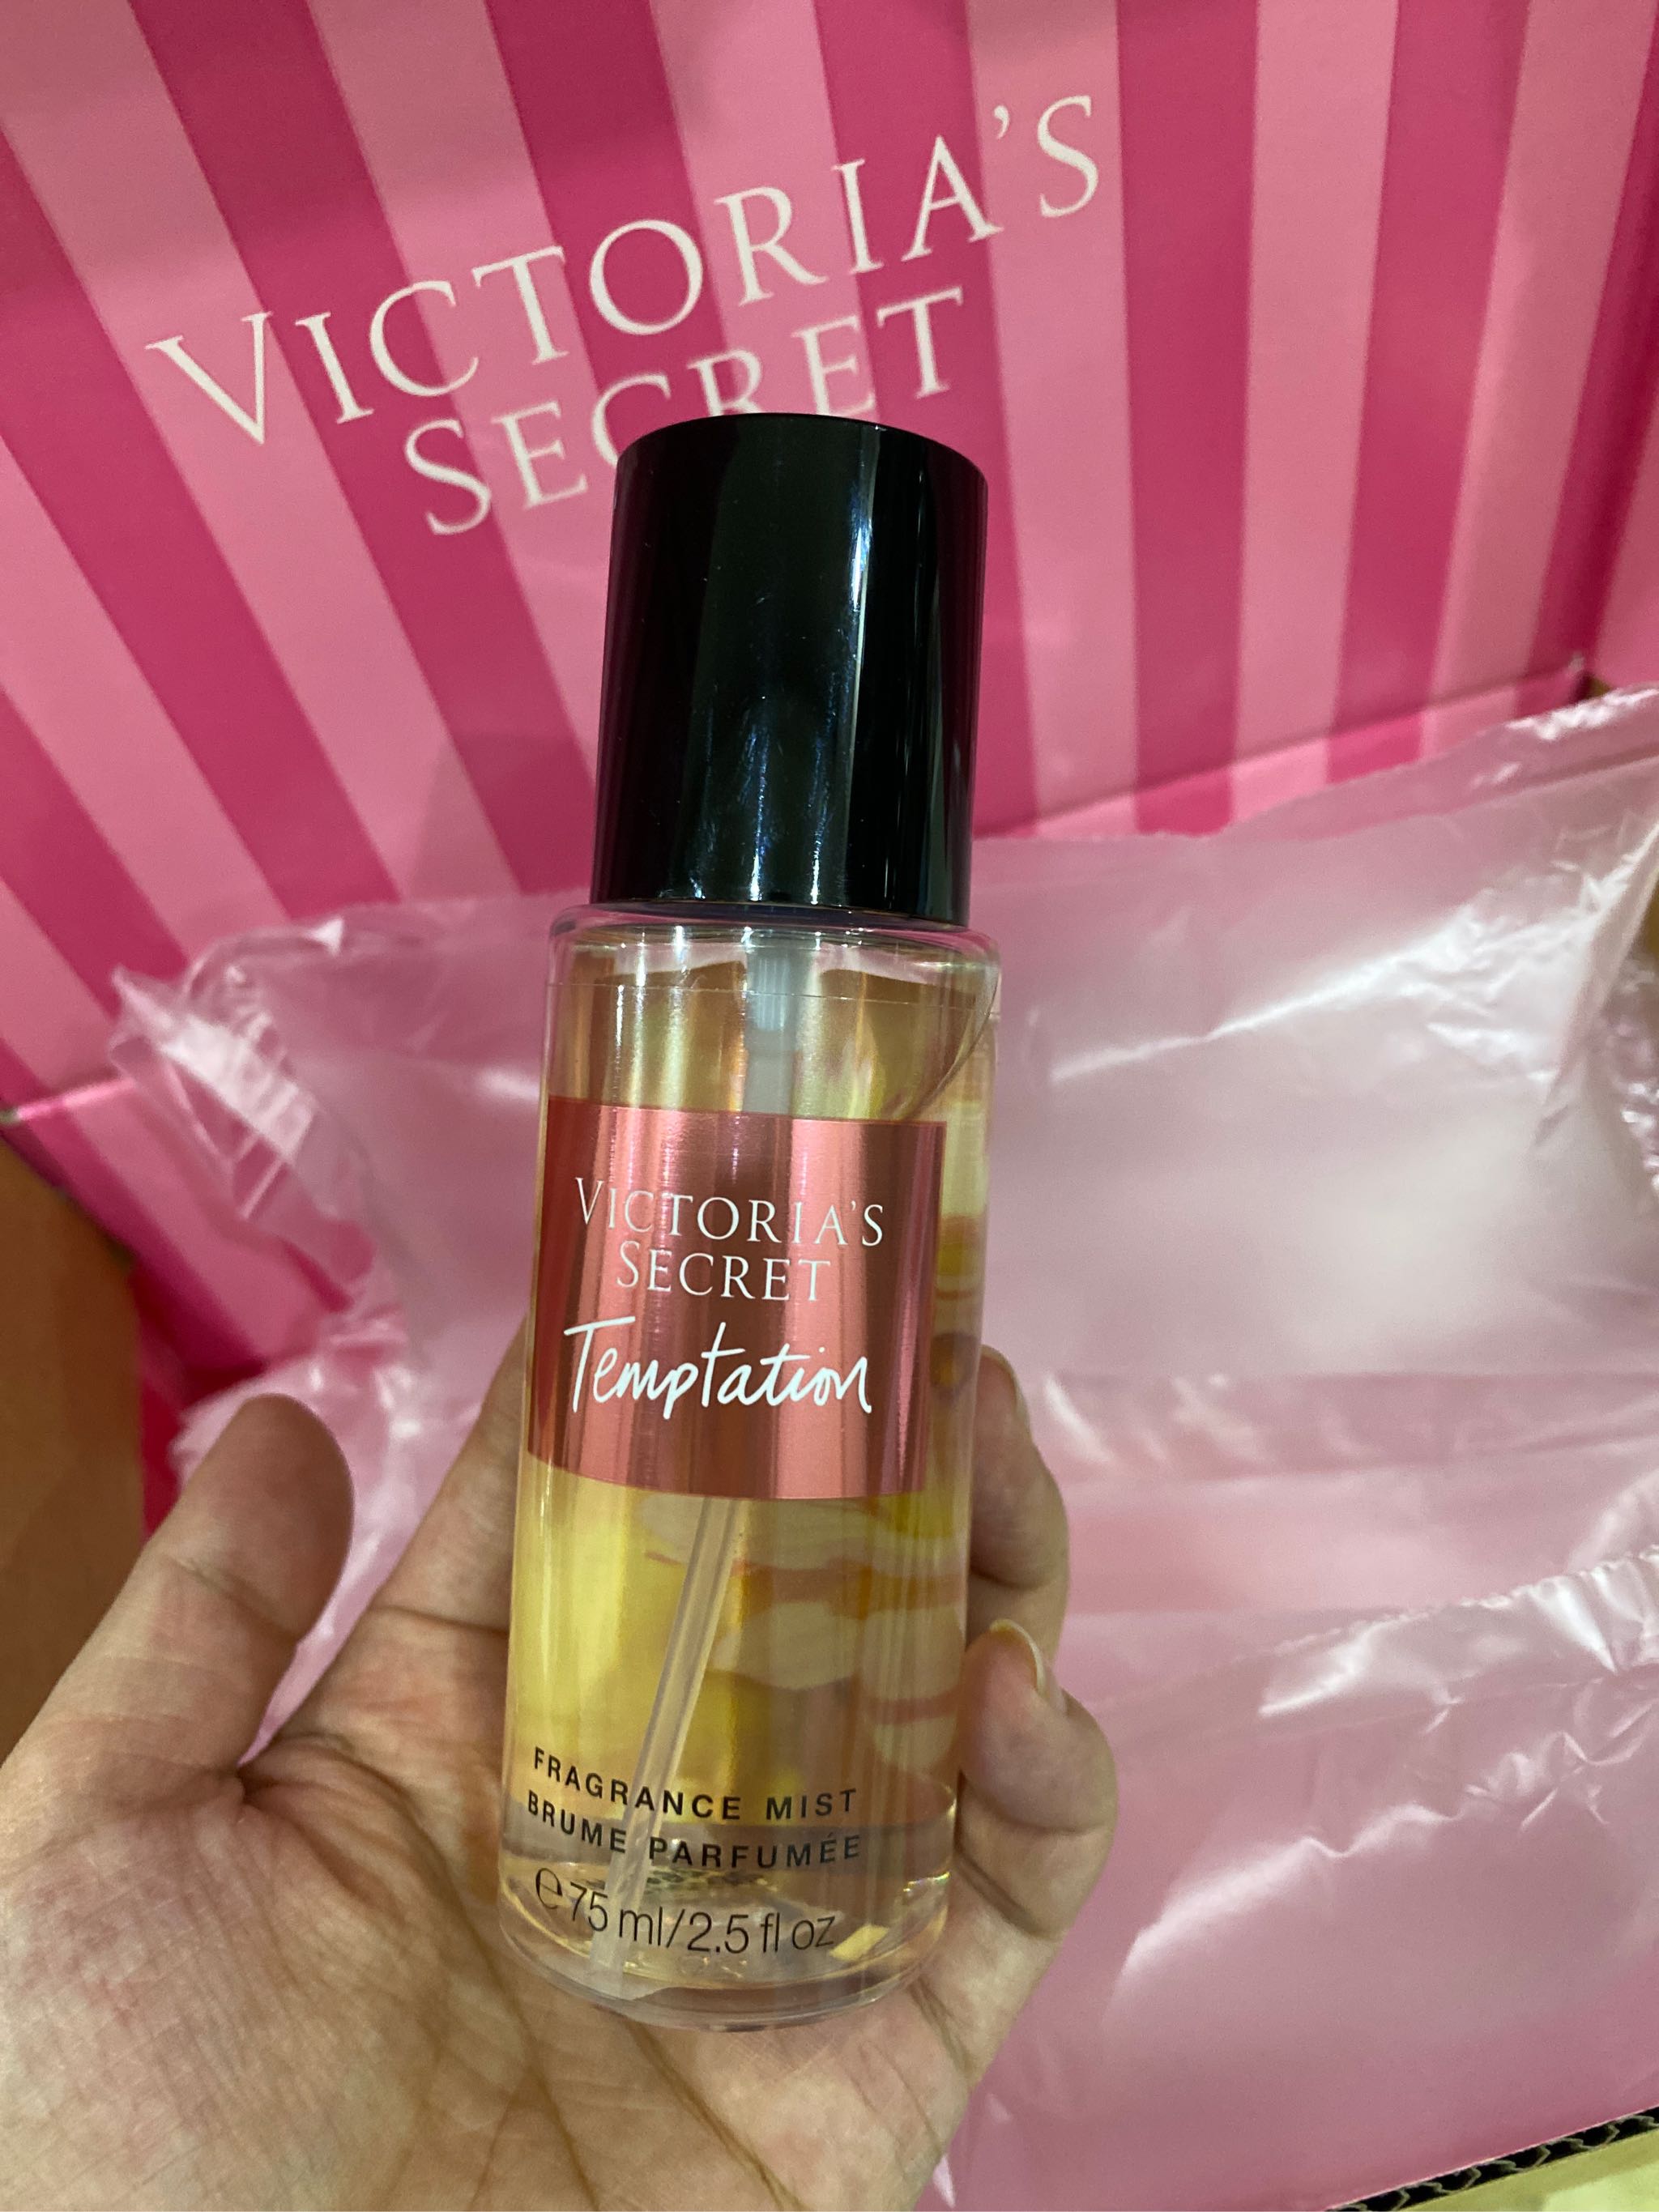 VICTORIA'S
SECRET
VICTORIA'S
SECRET
Temptation
FRAGRANCE MIST
BRUME PARFUMÉE
℮75 ml/2.5 fl oz